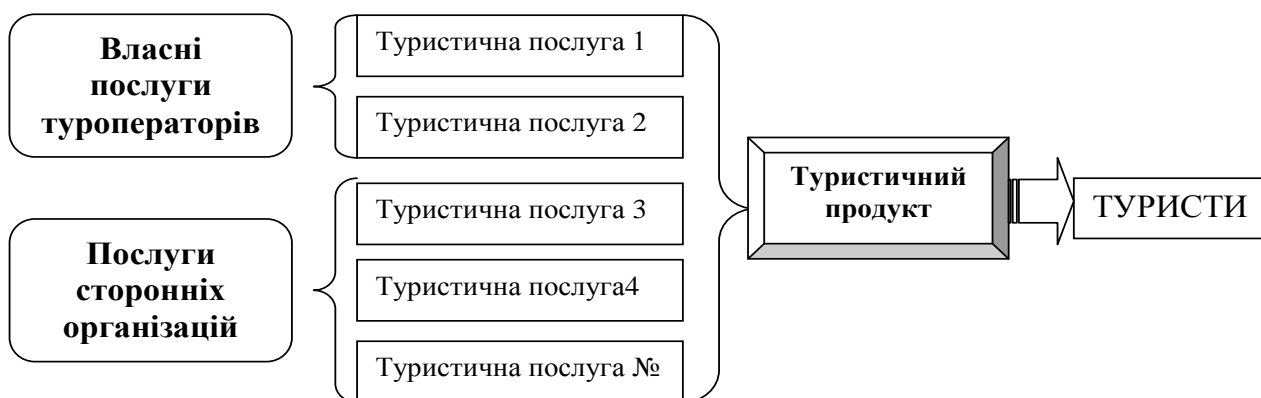 Власні
послуги
туроператорів
Туристична послуга 1
Туристична послуга 2
Послуги
сторонніх
організацій
Туристична послуга 3
Туристична послуга4
Туристична послуга №
Туристичний
продукт
ТУРИСТИ